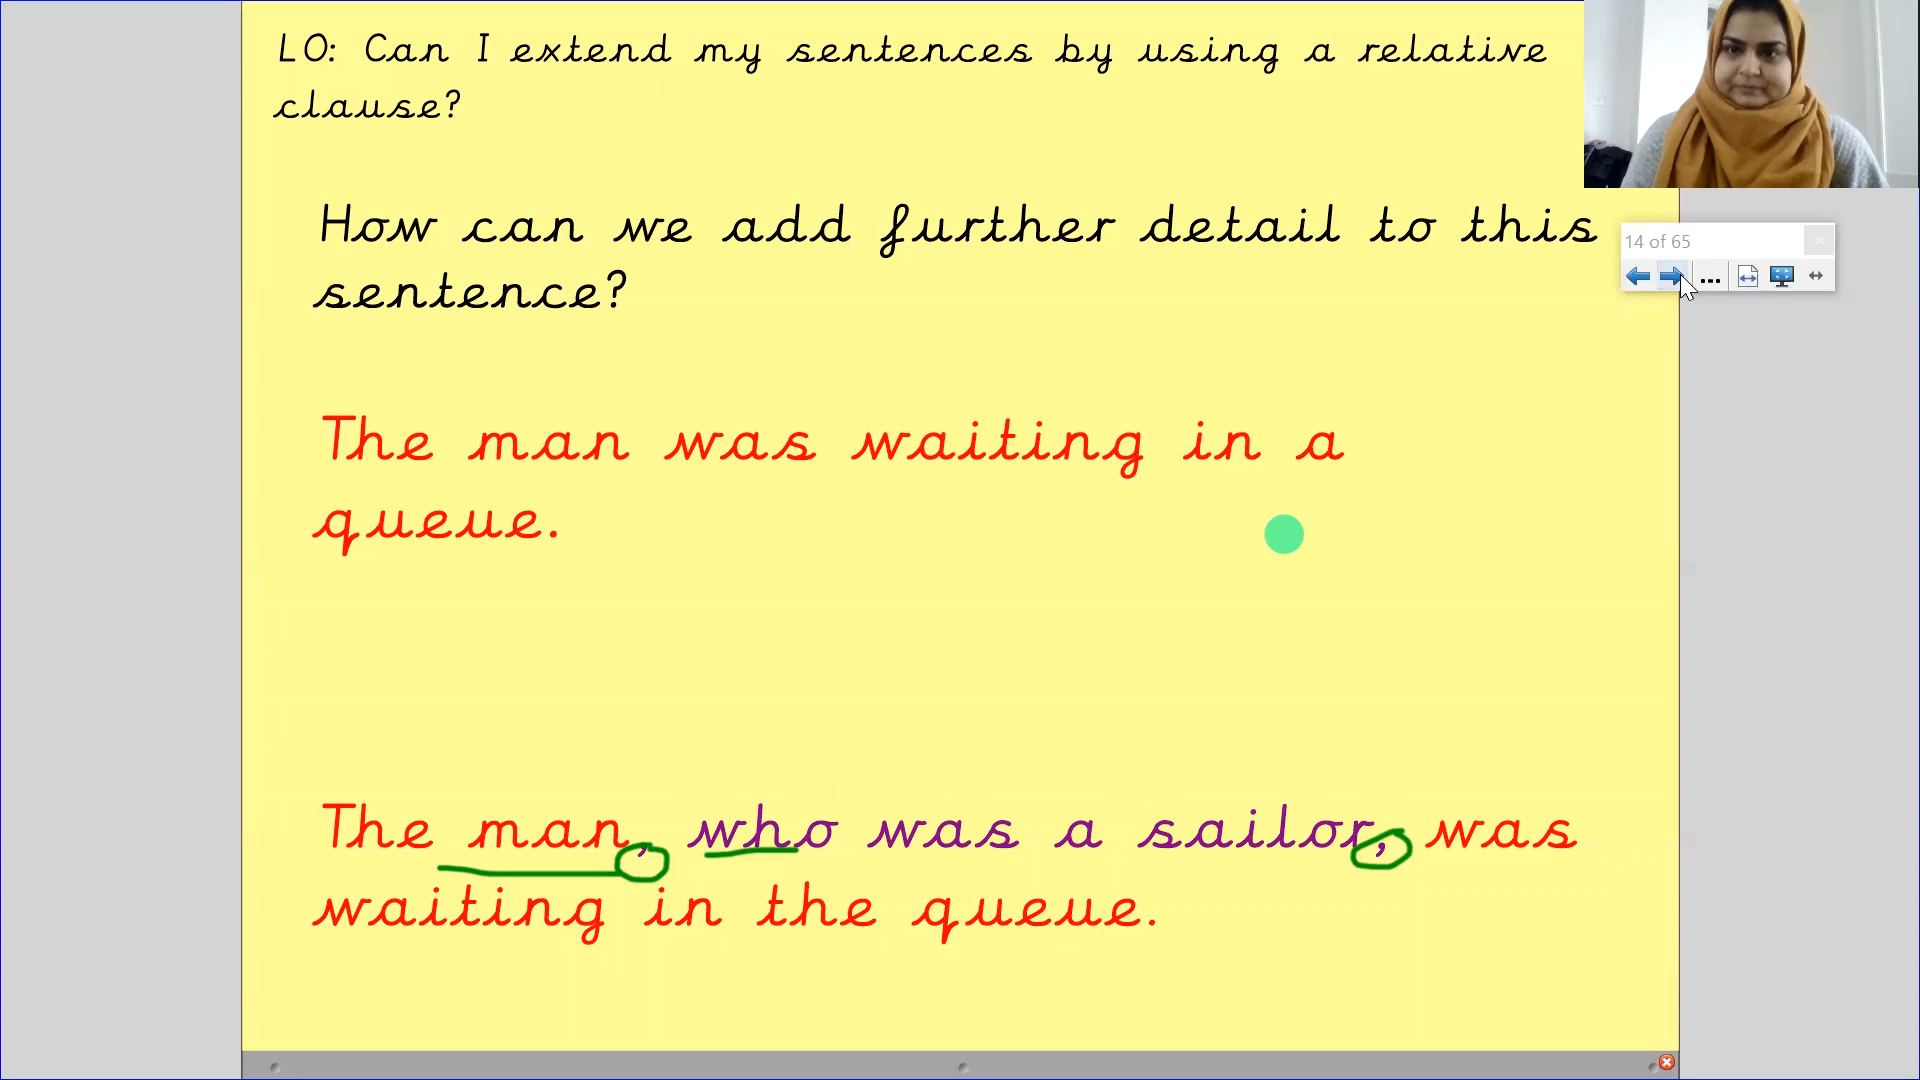 LO: Can I extend my sentences by using a relative
clause?
How can we add further detail to this
sentence?
14 of 65
The man was waiting in a
queue.
The man, who was a sailor, was
waiting in the queue.